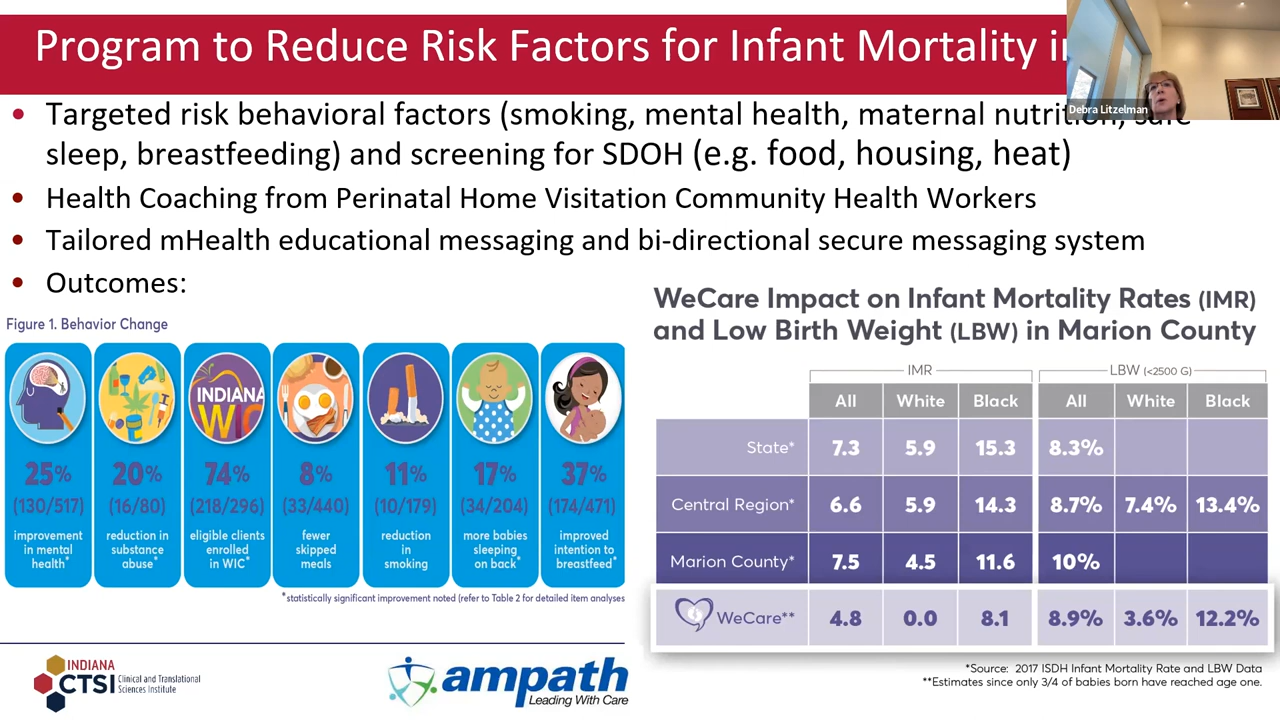 Program to Reduce Risk Factors for Infant Mortality in
Debra Litzelman
• Targeted risk behavioral factors (smoking, mental health, maternal nutrition, safe
sleep, breastfeeding) and screening for SDOH (e.g. food, housing, heat)
• Health Coaching from Perinatal Home Visitation Community Health Workers
• Tailored mHealth educational messaging and bi-directional secure messaging system
• Outcomes:
Figure 1. Behavior Change
INDIANA
WIC
25%
(130/517)
improvement
in mental
health*
20%
(16/80)
reduction in
substance
abuse*
74%
(218/296)
eligible clients
enrolled
in WIC*
8%
(33/440)
fewer
skipped
meals
11%
(10/179)
reduction
in
smoking
17%
(34/204)
more babies
sleeping
on back*
37%
(174/471)
improved
intention to
breastfeed*
*statistically significant improvement noted (refer to Table 2 for detailed item analyses
WeCare Impact on Infant Mortality Rates (IMR)
and Low Birth Weight (LBW) in Marion County
IMR LBW (<2500 G)
All White Black All White Black
State* 7.3 5.9 15.3 8.3%
Central Region* 6.6 5.9 14.3 8.7% 7.4% 13.4%
Marion County* 7.5 4.5 11.6 10%
WeCare** 4.8 0.0 8.1 8.9% 3.6% 12.2%
*Source: 2017 ISDH Infant Mortality Rate and LBW Data
**Estimates since only 3/4 of babies born have reached age one.
INDIANA
CTSI
Clinical and Translational
Sciences Institute
ampath
Leading With Care